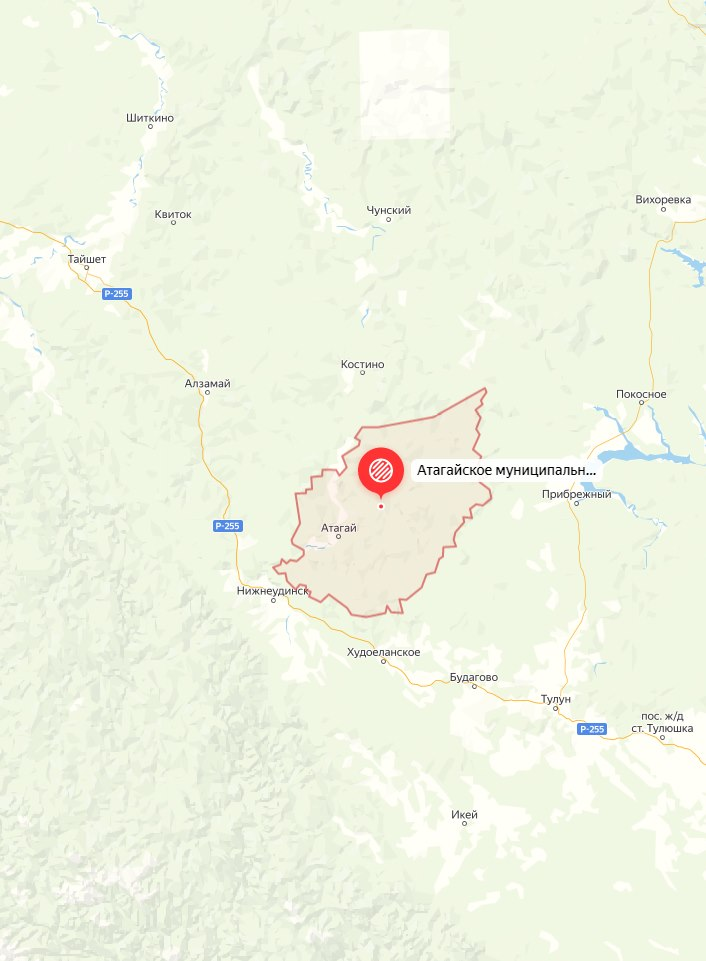 Шиткино
Вихоревка
Чунский
Квиток
Тайшет
Р-255
Костино
Алзамай
Покосное
Атагайское муниципальн...
Прибрежный
Р-255
Атагай
Нижнеудинск
Худоеланское
Будагово
Тулун
пос. ж/д
ст. Тулюшка
Р-255
Икей